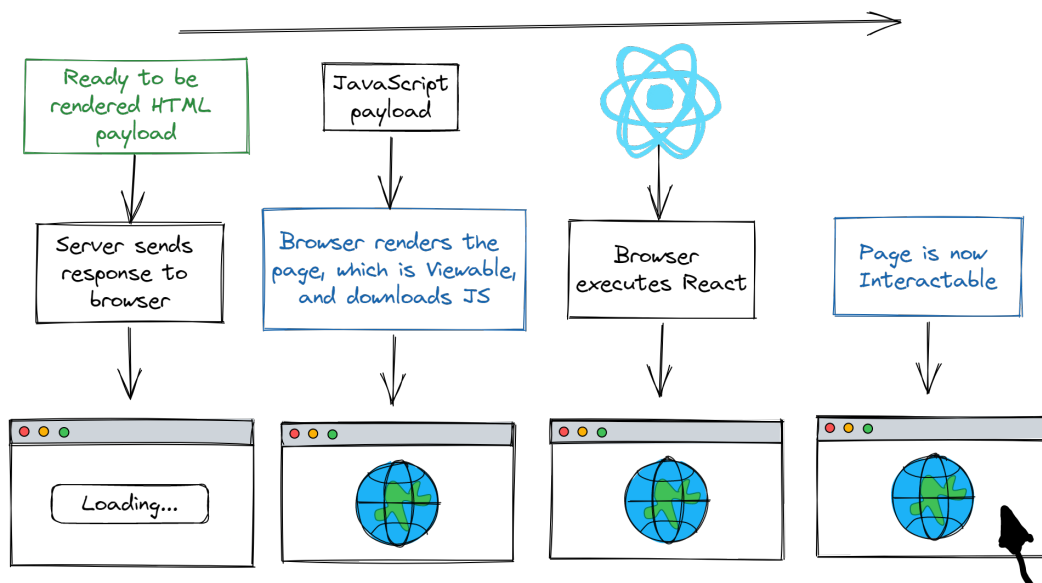 Ready to be
rendered HTML
payload
JavaScript
payload
Server sends
response to
browser
Browser renders the
page, which is Viewable,
and downloads JS
Browser
executes React
Page is now
Interactable
Loading...